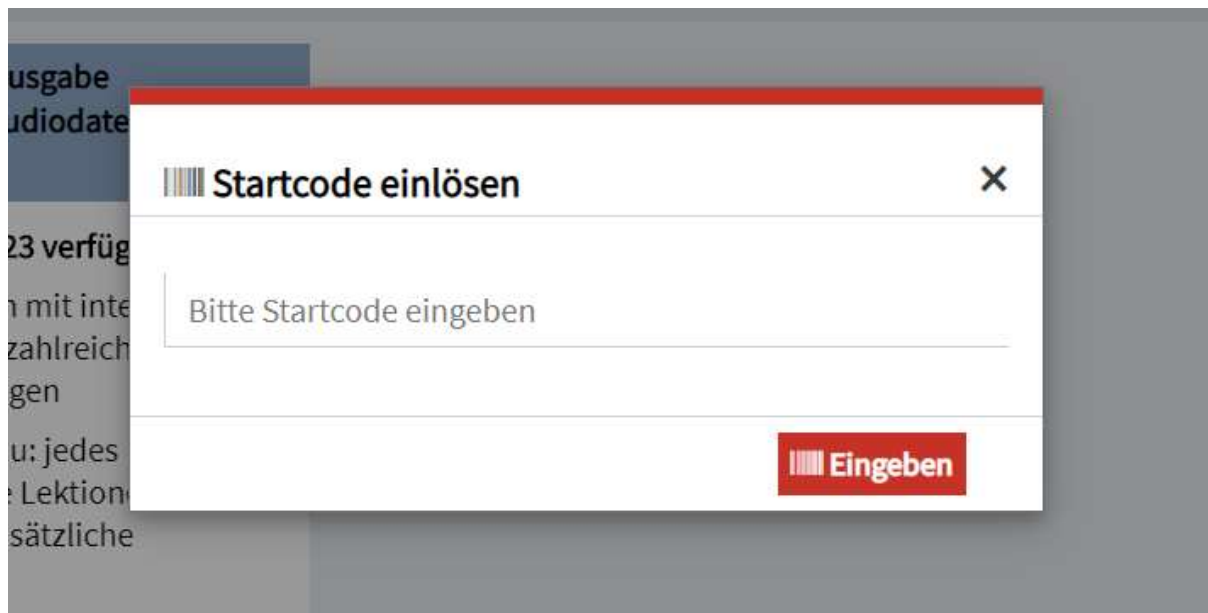 usgabe
udiodate
Startcode einlösen
23 verfüg
Bitte Startcode eingeben
n mit inte
zahlreich
gen
u: jedes
Eingeben
e Lektion
sätzliche